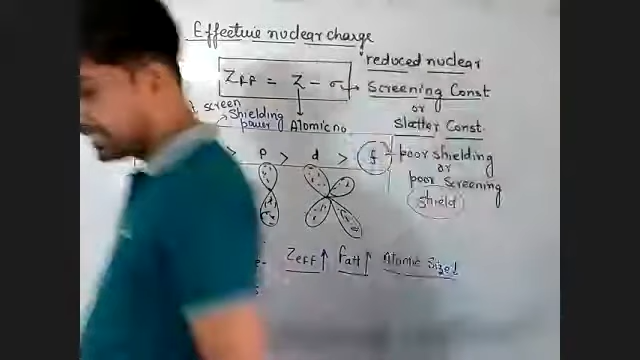 Effective nuclear charge
reduced nuclear
Zeff = Z - σ → Screening Const
or
slatter Const.
screen
→ Shielding
power
Atomic no
> p > d > f
poor shielding
or
poor screening
shield
Zeff ↑ Fatt ↑ Atomic Size ↓